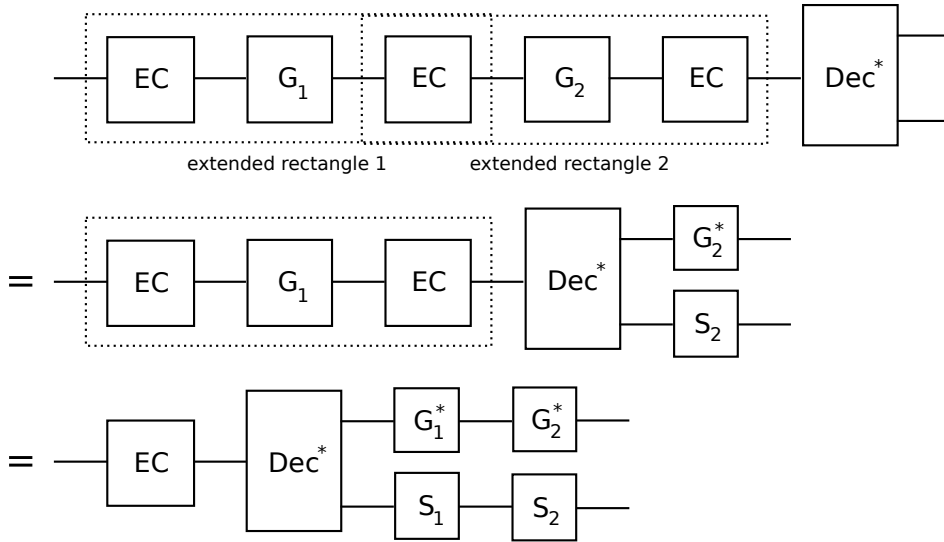 EC G₁ EC G₂ EC Dec*
extended rectangle 1 extended rectangle 2
= EC G₁ EC Dec* G₂* S₂
= EC Dec* G₁* G₂* S₁ S₂